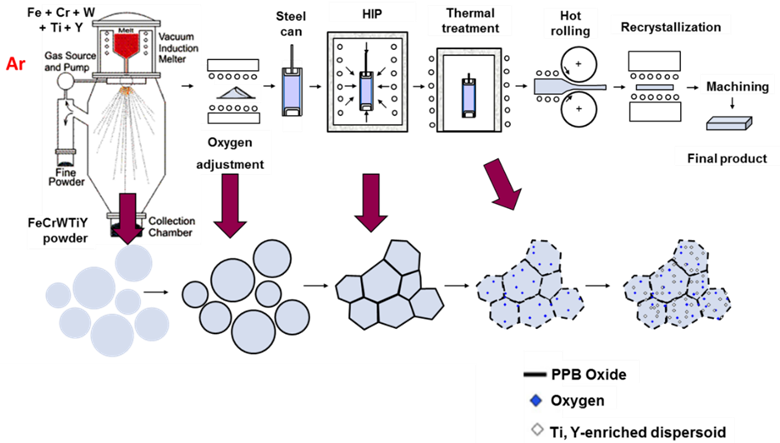 Fe + Cr + W
+ Ti + Y
Melt
Vacuum
Induction
Melter
Ar
Gas Source
and Pump
Fine
Powder
Collection
Chamber
FeCrWTiY
powder
Oxygen
adjustment
Steel
can
HIP
Thermal
treatment
Hot
rolling
Recrystallization
Machining
Final product
PPB Oxide
Oxygen
Ti, Y-enriched dispersoid